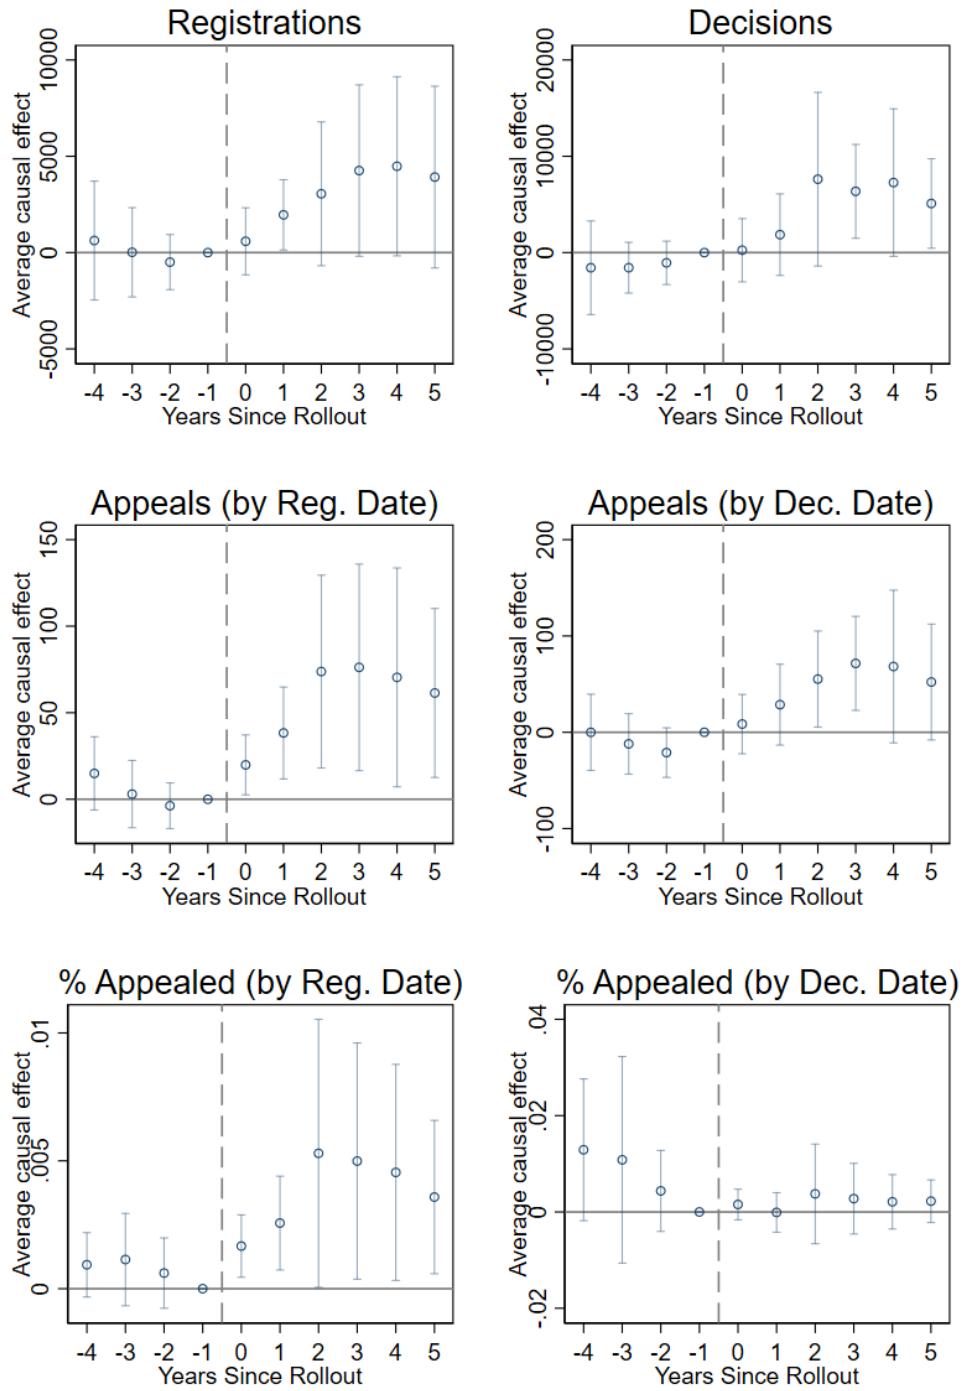 Registrations
Average causal effect
10000
5000
0
-5000
-4 -3 -2 -1 0 1 2 3 4 5
Years Since Rollout
Decisions
Average causal effect
20000
10000
0
-10000
-4 -3 -2 -1 0 1 2 3 4 5
Years Since Rollout
Appeals (by Reg. Date)
Average causal effect
150
100
50
0
-4 -3 -2 -1 0 1 2 3 4 5
Years Since Rollout
Appeals (by Dec. Date)
Average causal effect
200
100
0
-100
-4 -3 -2 -1 0 1 2 3 4 5
Years Since Rollout
% Appealed (by Reg. Date)
Average causal effect
.01
.005
0
-4 -3 -2 -1 0 1 2 3 4 5
Years Since Rollout
% Appealed (by Dec. Date)
Average causal effect
.04
.02
0
-.02
-4 -3 -2 -1 0 1 2 3 4 5
Years Since Rollout